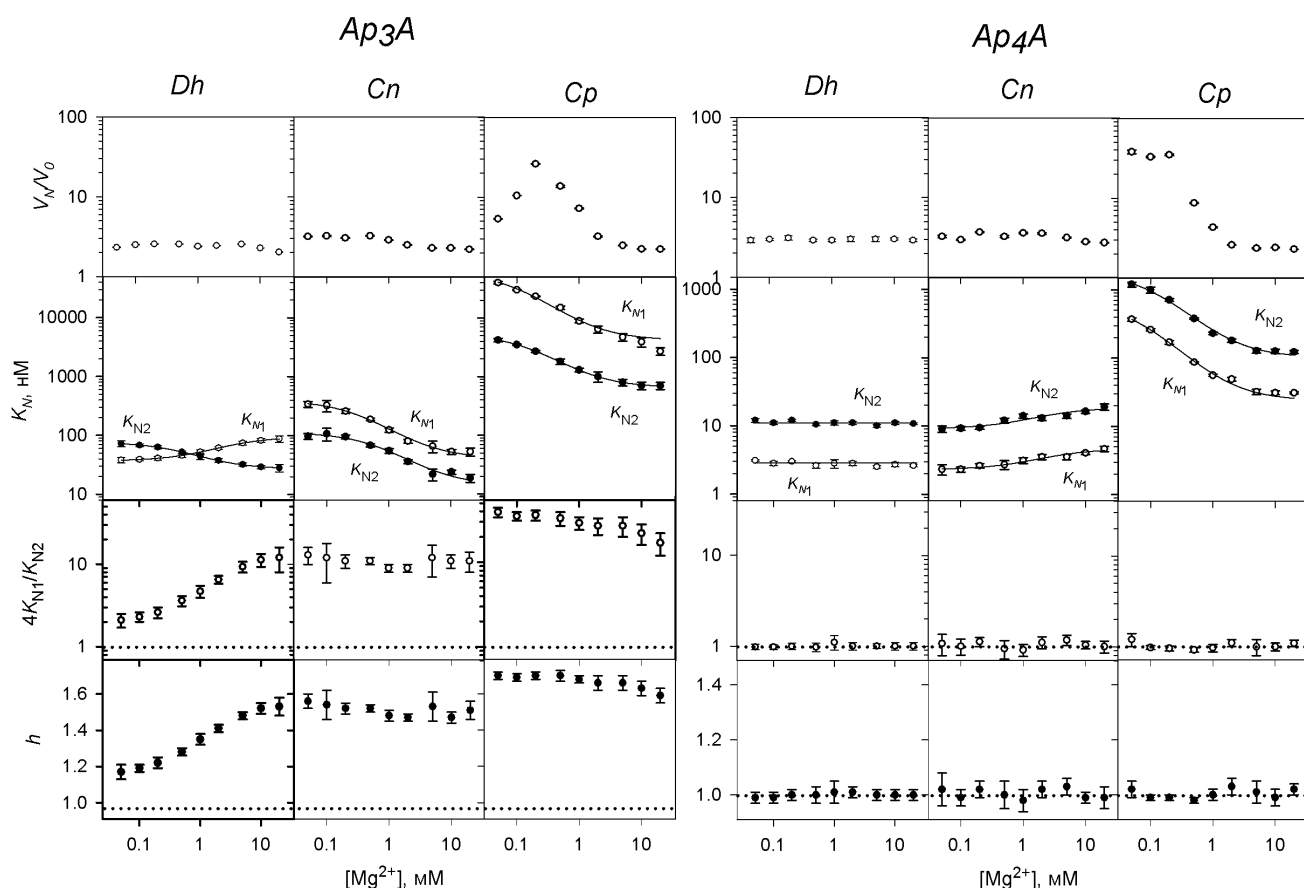 Ap3A Ap4A
Dh Cn Cp Dh Cn Cp
100 100
VN/V0
10 10
1 1
1000
KN1 KN2
10000
KN, нМ
1000 100
KN1
KN2 KN1 KN2 KN2 KN2
100 10
KN2 KN1 KN1
10 1
4KN1/KN2
10 10
1 1
h
1.6 1.4
1.4
1.2
1.2
1.0 1.0
0.1 1 10 0.1 1 10 0.1 1 10 0.1 1 10 0.1 1 10 0.1 1 10
[Mg2+], мМ [Mg2+], мМ